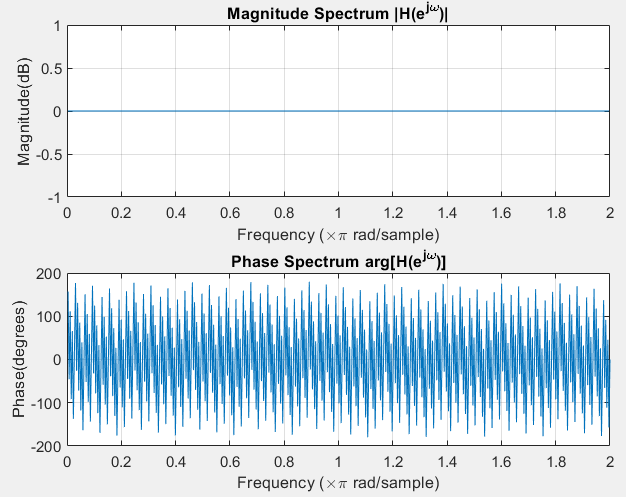 Magnitude Spectrum |H(e^jω)|
1
0.5
0
-0.5
-1
Magnitude(dB)
0 0.2 0.4 0.6 0.8 1 1.2 1.4 1.6 1.8 2
Frequency (×π rad/sample)
Phase Spectrum arg[H(e^jω)]
200
100
0
-100
-200
Phase(degrees)
0 0.2 0.4 0.6 0.8 1 1.2 1.4 1.6 1.8 2
Frequency (×π rad/sample)